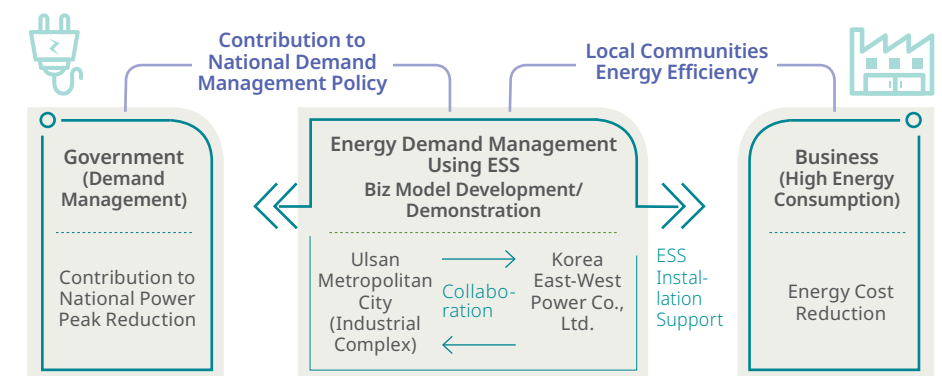 Contribution to
National Demand
Management Policy
Local Communities
Energy Efficiency
Government
(Demand
Management)
Contribution to
National Power
Peak Reduction
Energy Demand Management
Using ESS
Biz Model Development/
Demonstration
Ulsan
Metropolitan
City
(Industrial
Complex)
Collabo-
ration
Korea
East-West
Power Co.,
Ltd.
ESS
Instal-
lation
Support
Business
(High Energy
Consumption)
Energy Cost
Reduction